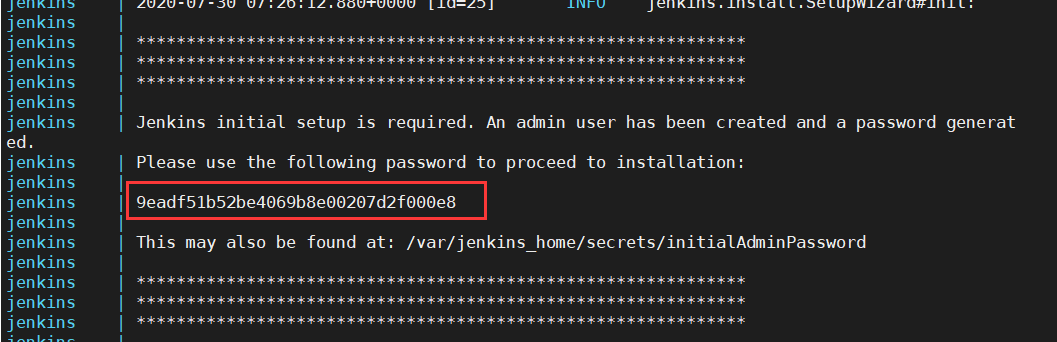 jenkins | 2020-07-30 07:26:12.880+0000 [id=25] INFO jenkins.install.SetupWizard#init:
jenkins |
jenkins | *************************************************************
jenkins | *************************************************************
jenkins | *************************************************************
jenkins |
jenkins | Jenkins initial setup is required. An admin user has been created and a password generat
ed.
jenkins | Please use the following password to proceed to installation:
jenkins |
jenkins | 9eadf51b52be4069b8e00207d2f000e8
jenkins |
jenkins | This may also be found at: /var/jenkins_home/secrets/initialAdminPassword
jenkins |
jenkins | *************************************************************
jenkins | *************************************************************
jenkins | *************************************************************
jenkins |